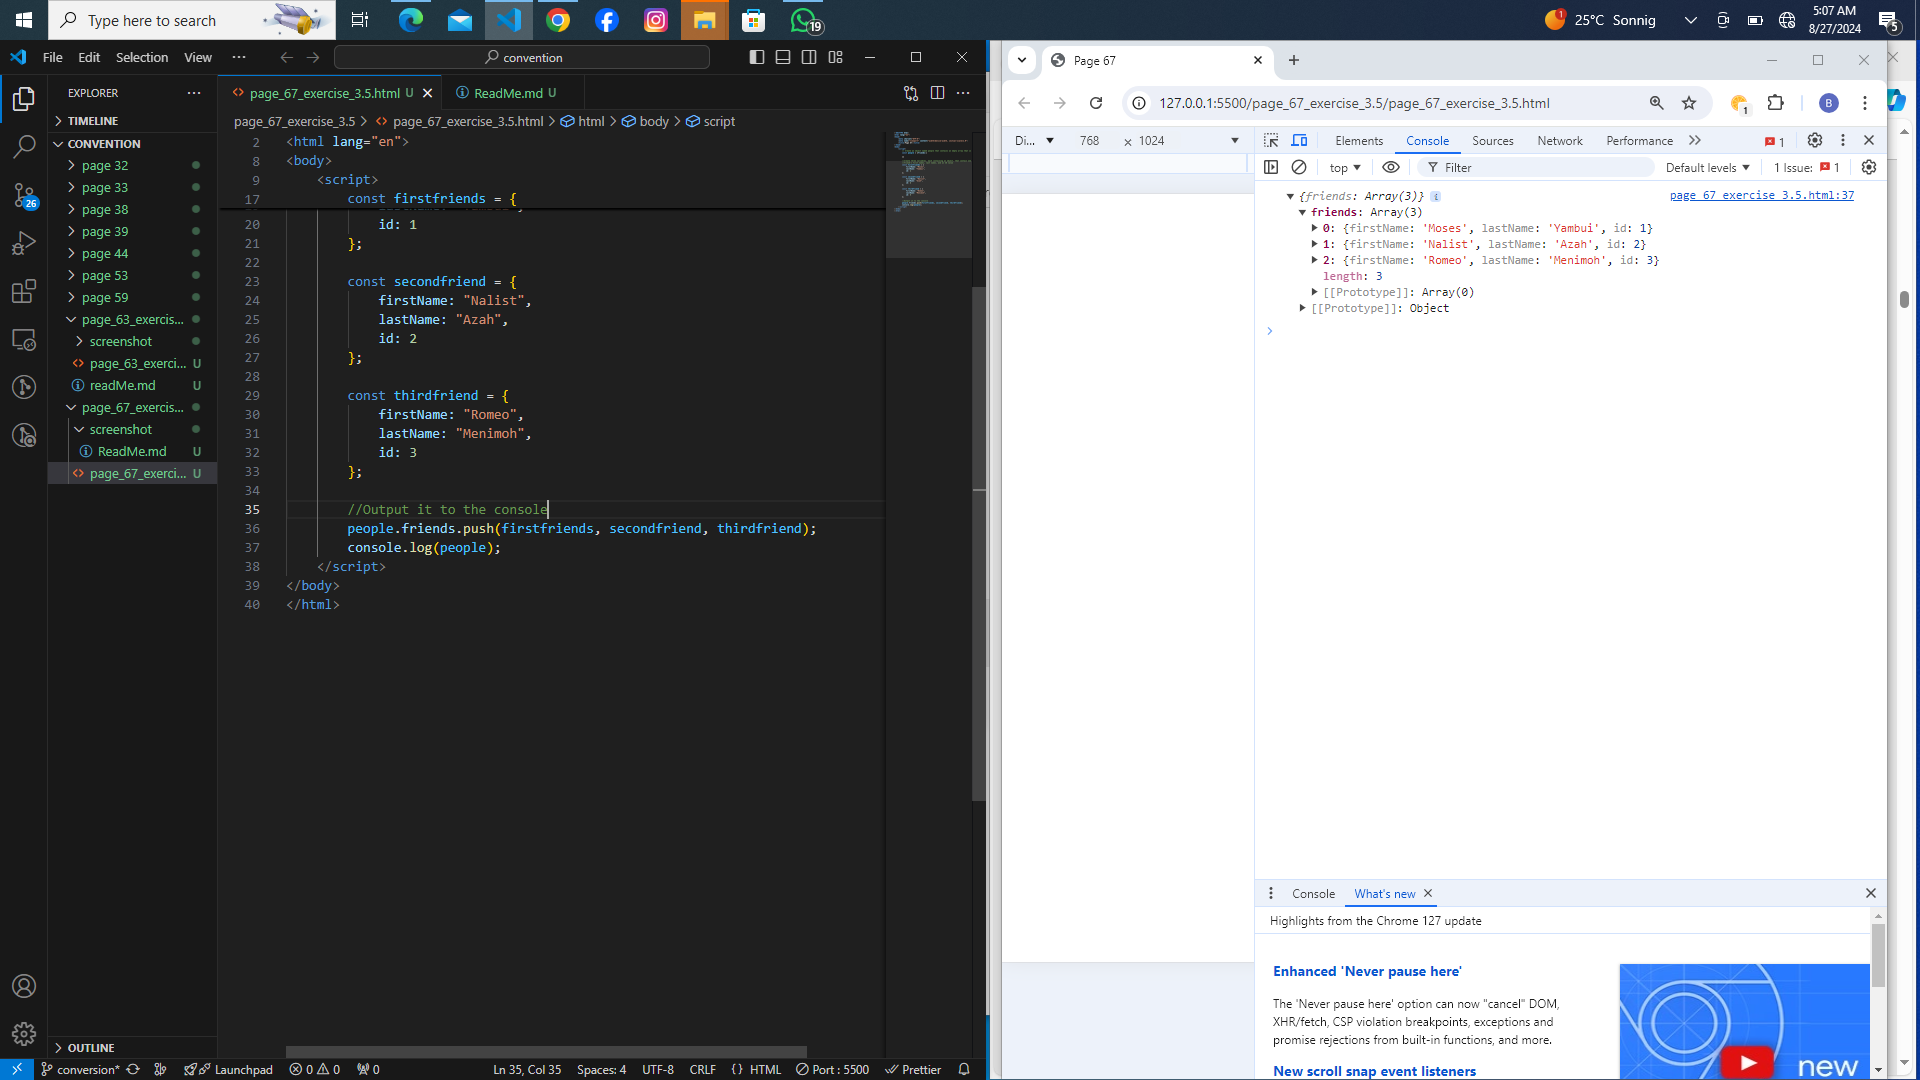 Type here to search
19
1
25°C Sonnig
5:07 AM
8/27/2024
5
File Edit Selection View
convention
EXPLORER
TIMELINE
CONVENTION
page 32
page 33
page 38
page 39
page 44
page 53
page 59
page_63_exercis...
screenshot
page_63_exerci... U
readMe.md U
page_67_exercis...
screenshot
ReadMe.md U
page_67_exerci... U
OUTLINE
26
page_67_exercise_3.5.html U
ReadMe.md U
page_67_exercise_3.5 > page_67_exercise_3.5.html > html > body > script
2 <html lang="en">
8 <body>
9 <script>
17 const firstfriends = {
20 id: 1
21 };
22
23 const secondfriend = {
24 firstName: "Nalist",
25 lastName: "Azah",
26 id: 2
27 };
28
29 const thirdfriend = {
30 firstName: "Romeo",
31 lastName: "Menimoh",
32 id: 3
33 };
34
35 //Output it to the console
36 people.friends.push(firstfriends, secondfriend, thirdfriend);
37 console.log(people);
38 </script>
39 </body>
40 </html>
conversion* Launchpad 0 0 0 Ln 35, Col 35 Spaces: 4 UTF-8 CRLF {} HTML Port : 5500 Prettier
Page 67
127.0.0.1:5500/page_67_exercise_3.5/page_67_exercise_3.5.html
1
B
Di... 768 × 1024
Elements Console Sources Network Performance 1
top Filter Default levels 1 Issue: 1
{friends: Array(3)} i page 67 exercise 3.5.html:37
friends: Array(3)
0: {firstName: 'Moses', lastName: 'Yambui', id: 1}
1: {firstName: 'Nalist', lastName: 'Azah', id: 2}
2: {firstName: 'Romeo', lastName: 'Menimoh', id: 3}
length: 3
[[Prototype]]: Array(0)
[[Prototype]]: Object
Console What's new
Highlights from the Chrome 127 update
Enhanced 'Never pause here'
The 'Never pause here' option can now "cancel" DOM,
XHR/fetch, CSP violation breakpoints, exceptions and
promise rejections from built-in functions, and more.
New scroll snap event listeners
new